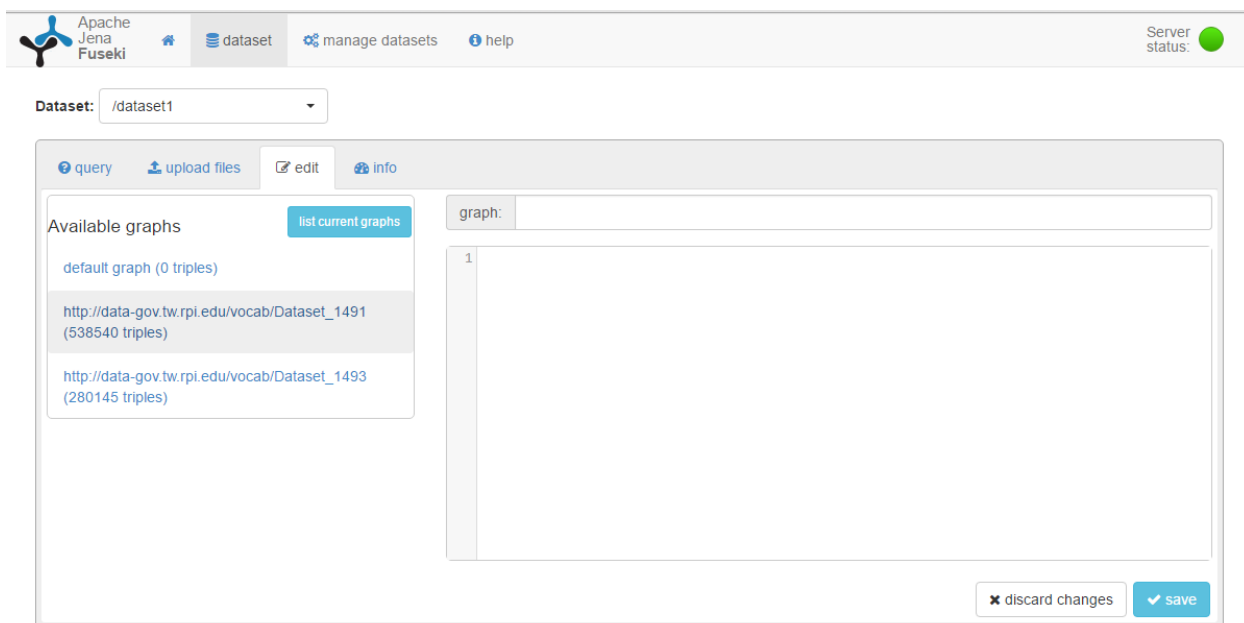 Apache
Jena
Fuseki
dataset
manage datasets
help
Server
status:
Dataset:
/dataset1
query
upload files
edit
info
Available graphs
list current graphs
default graph (0 triples)
http://data-gov.tw.rpi.edu/vocab/Dataset_1491
(538540 triples)
http://data-gov.tw.rpi.edu/vocab/Dataset_1493
(280145 triples)
graph:
1
discard changes
save